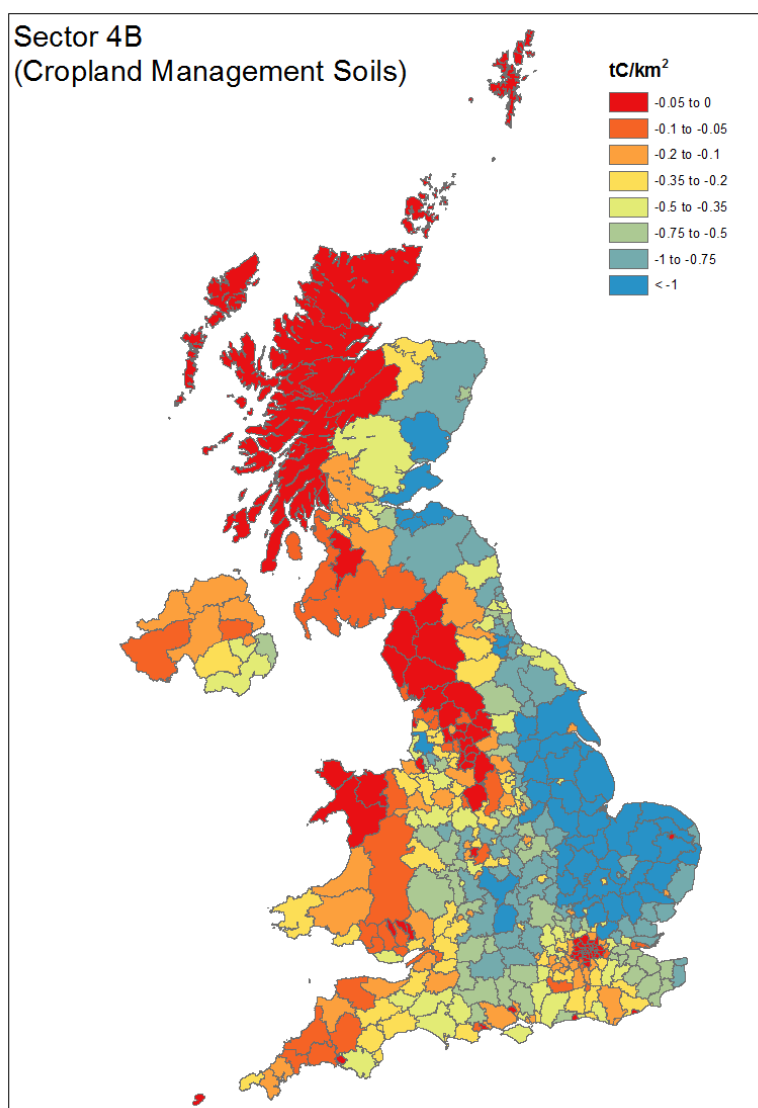 Sector 4B
(Cropland Management Soils)
tC/km²
-0.05 to 0
-0.1 to -0.05
-0.2 to -0.1
-0.35 to -0.2
-0.5 to -0.35
-0.75 to -0.5
-1 to -0.75
< -1